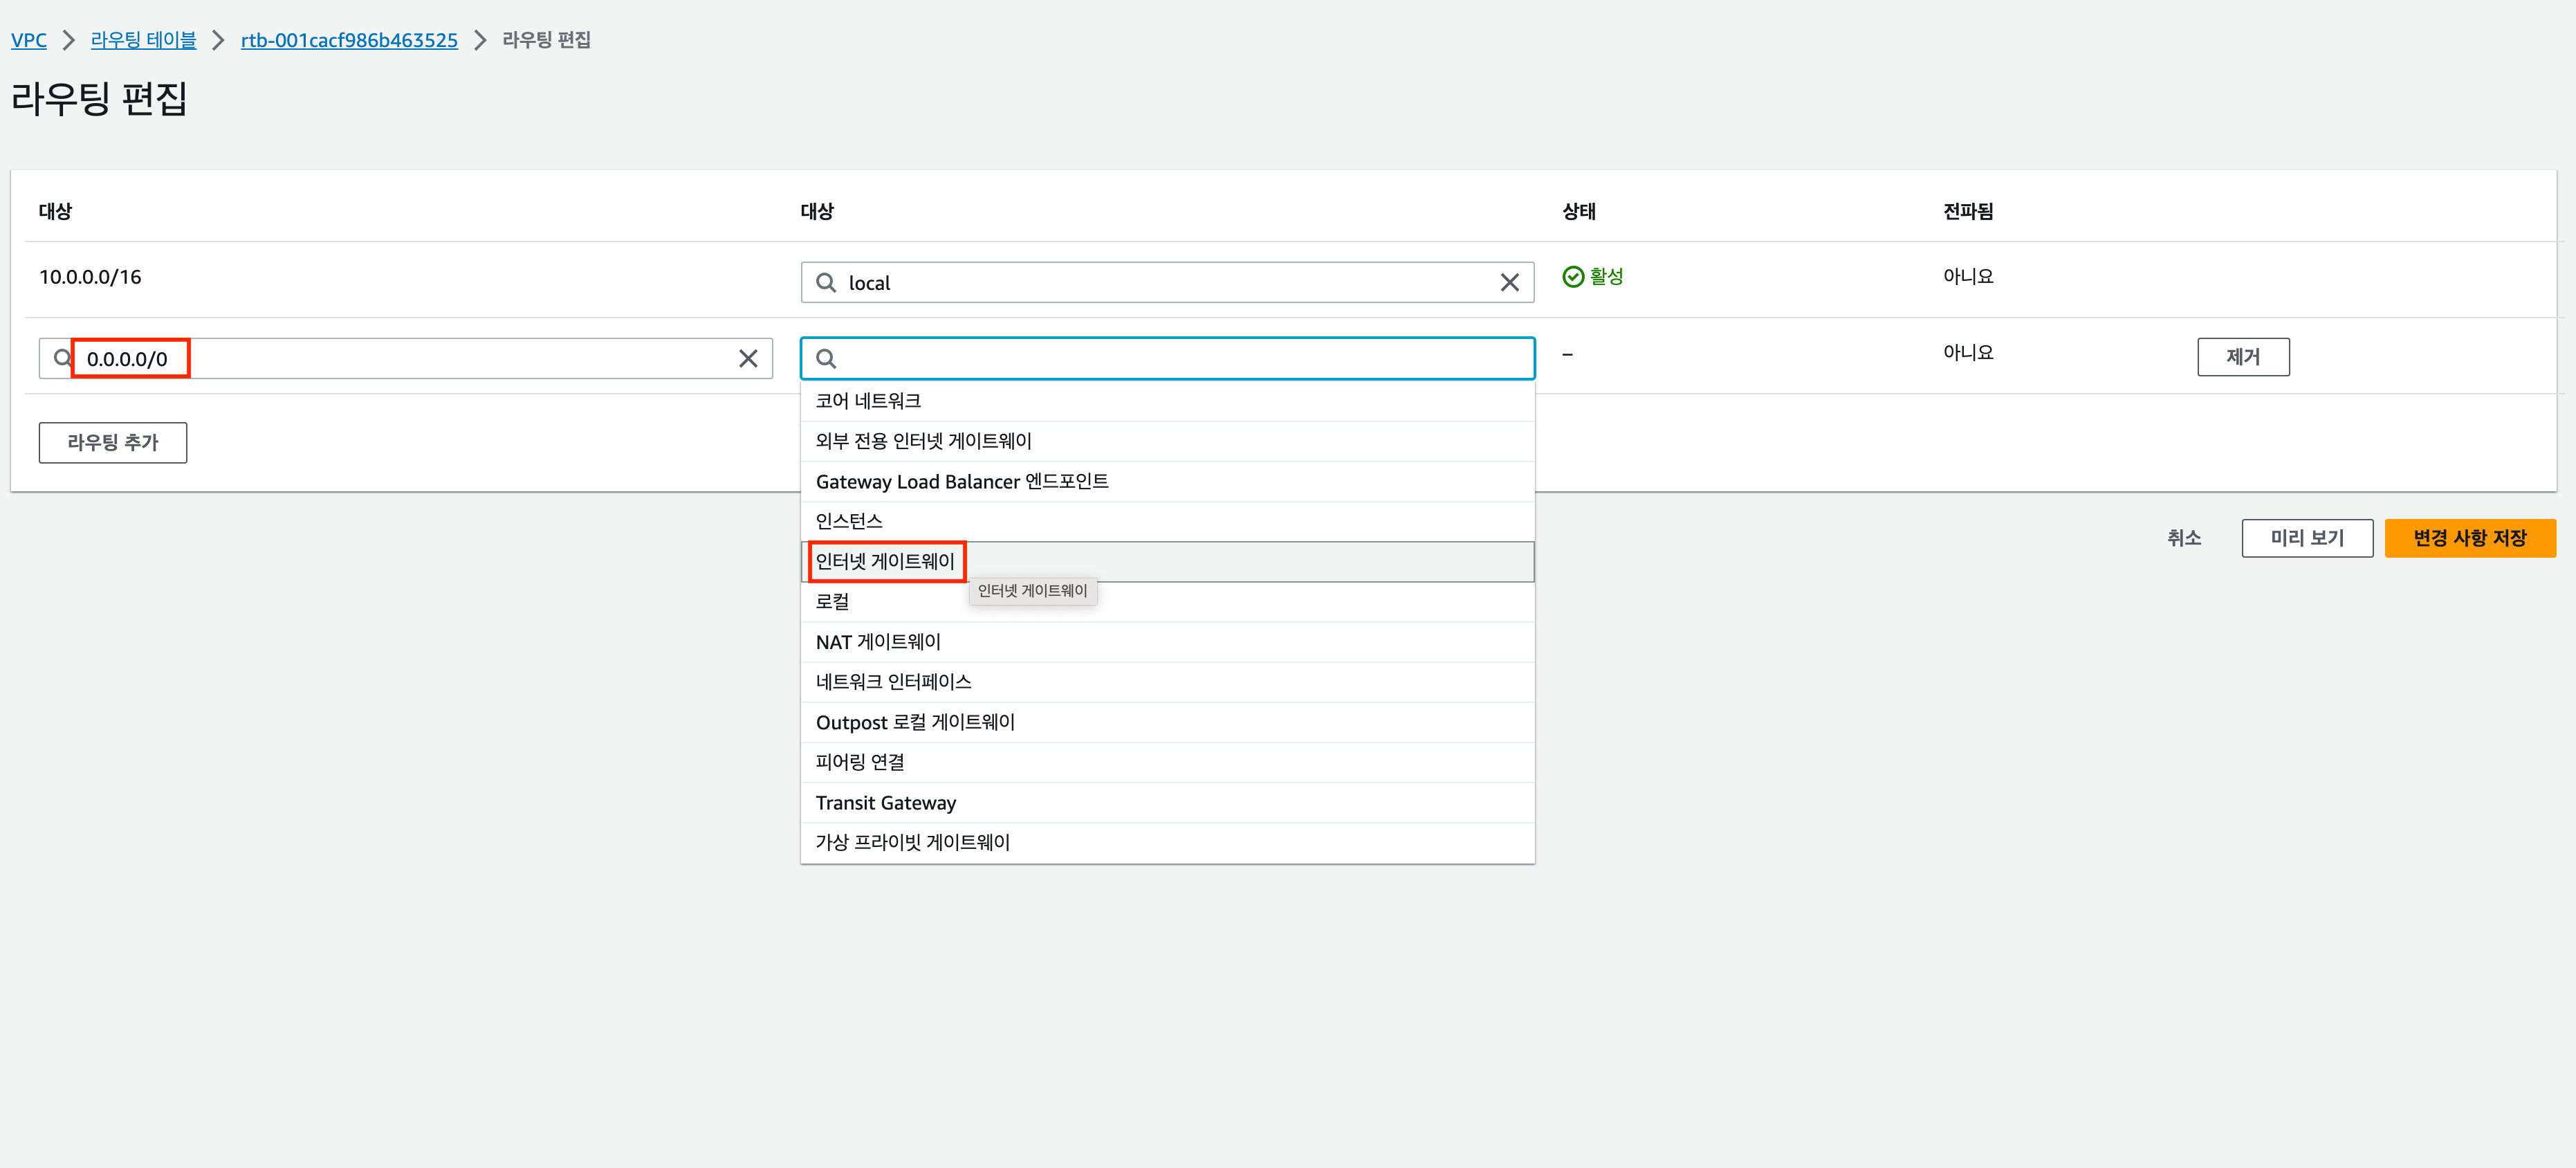 VPC > 라우팅 테이블 > rtb-001cacf986b463525 > 라우팅 편집
라우팅 편집
대상 대상 상태 전파됨
10.0.0.0/16 local 활성 아니요
0.0.0.0/0 – 아니요 제거
코어 네트워크
라우팅 추가 외부 전용 인터넷 게이트웨이
Gateway Load Balancer 엔드포인트
인스턴스
취소 미리 보기 변경 사항 저장
인터넷 게이트웨이
인터넷 게이트웨이
로컬
NAT 게이트웨이
네트워크 인터페이스
Outpost 로컬 게이트웨이
피어링 연결
Transit Gateway
가상 프라이빗 게이트웨이